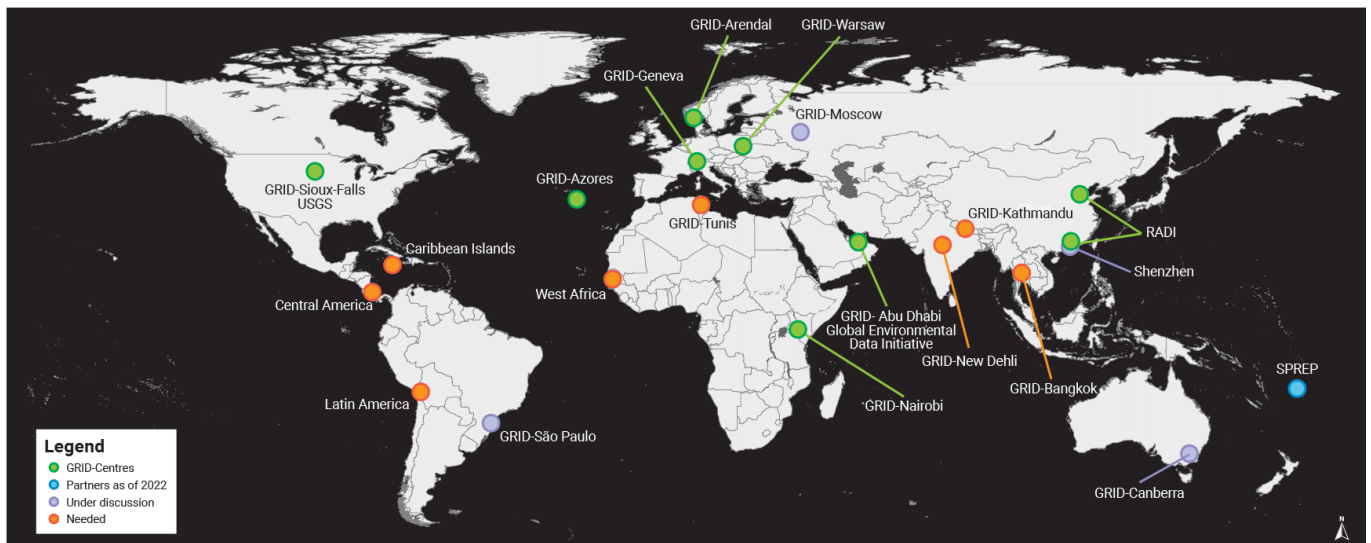 GRID-Arendal
GRID-Warsaw
GRID-Geneva
GRID-Moscow
GRID-Azores
GRID-Sioux-Falls
USGS
GRID-Tunis
GRID-Kathmandu
RADI
Caribbean Islands
Shenzhen
Central America
West Africa
GRID- Abu Dhabi
Global Environmental
Data Initiative
GRID-New Dehli
GRID-Bangkok
SPREP
Latin America
GRID-Nairobi
GRID-São Paulo
GRID-Canberra
Legend
GRID-Centres
Partners as of 2022
Under discussion
Needed
N